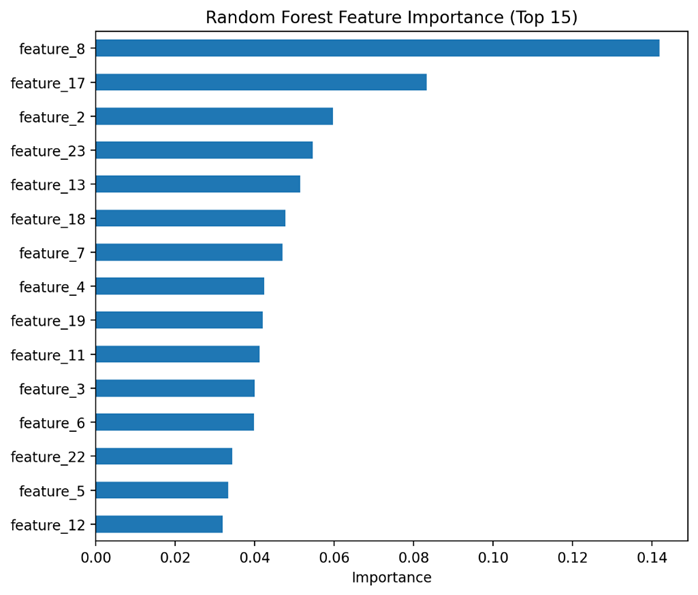 Random Forest Feature Importance (Top 15)
feature_8
feature_17
feature_2
feature_23
feature_13
feature_18
feature_7
feature_4
feature_19
feature_11
feature_3
feature_6
feature_22
feature_5
feature_12
0.00 0.02 0.04 0.06 0.08 0.10 0.12 0.14
Importance